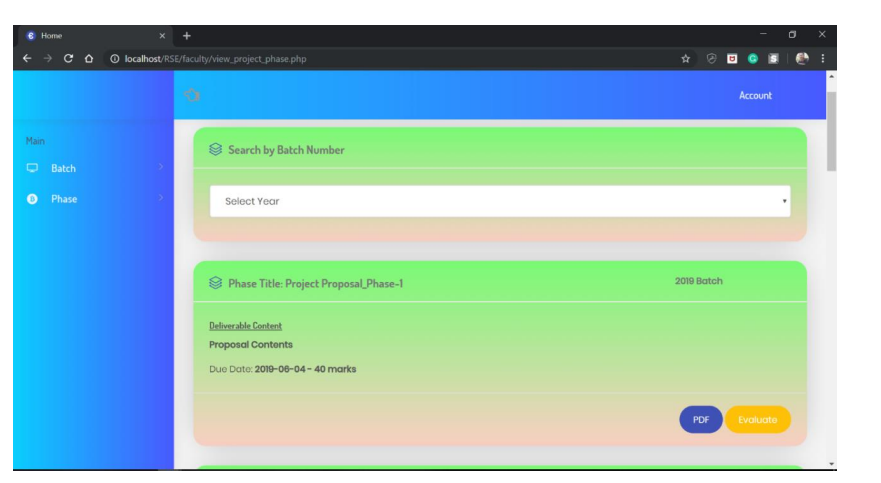 Home
localhost/RSE/faculty/view_project_phase.php
Account
Main
Batch
Phase
Search by Batch Number
Select Year
Phase Title: Project Proposal_Phase-1
2019 Batch
Deliverable Content
Proposal Contents
Due Date: 2019-06-04 - 40 marks
PDF
Evaluate